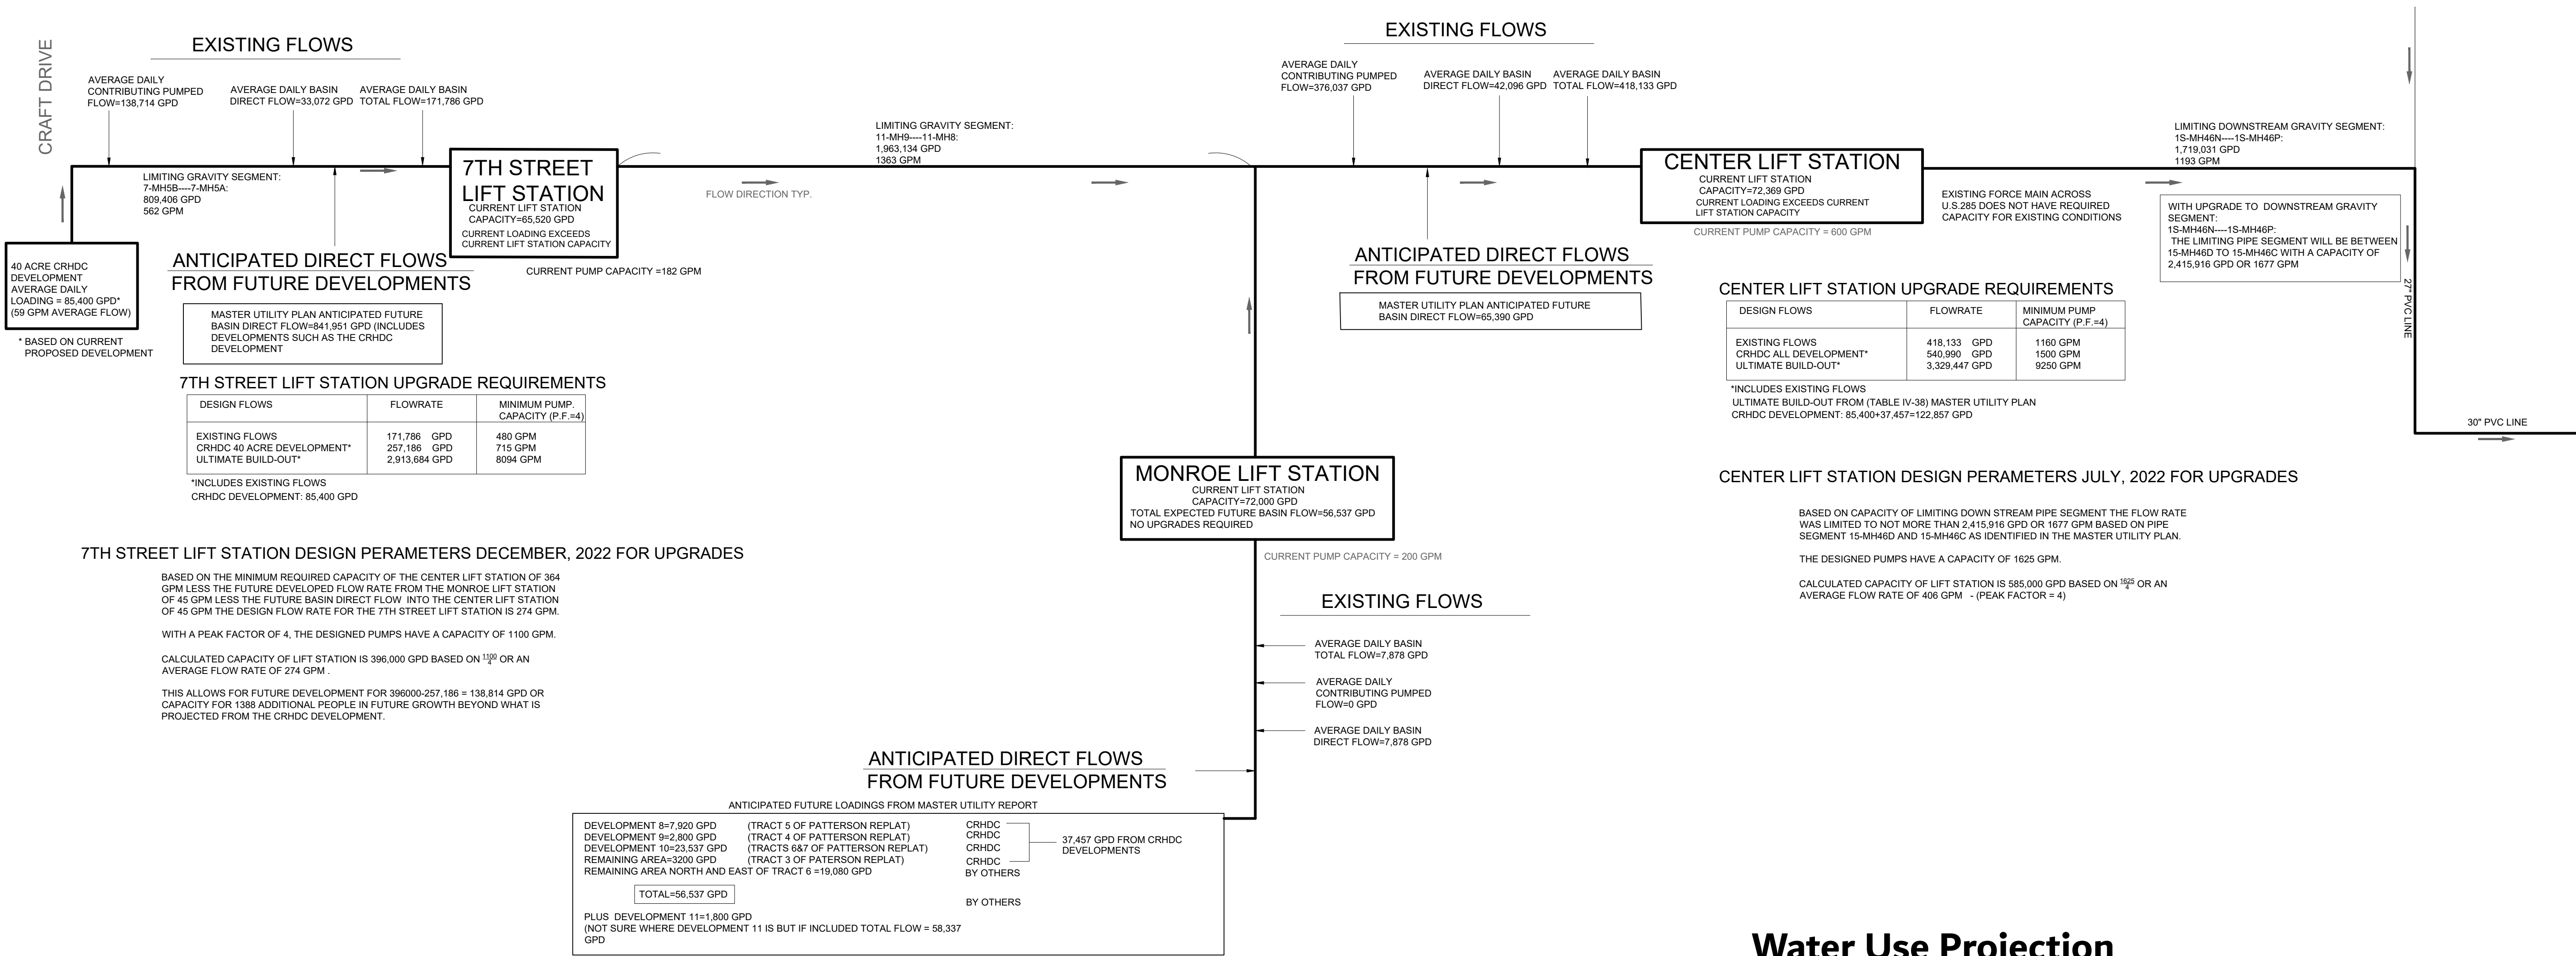 CRAFT DRIVE
EXISTING FLOWS
AVERAGE DAILY
CONTRIBUTING PUMPED
FLOW=138,714 GPD
AVERAGE DAILY BASIN
DIRECT FLOW=33,072 GPD
AVERAGE DAILY BASIN
TOTAL FLOW=171,786 GPD
LIMITING GRAVITY SEGMENT:
7-MH5B----7-MH5A:
809,406 GPD
562 GPM
40 ACRE CRHDC
DEVELOPMENT
AVERAGE DAILY
LOADING = 85,400 GPD*
(59 GPM AVERAGE FLOW)
* BASED ON CURRENT
PROPOSED DEVELOPMENT
7TH STREET
LIFT STATION
CURRENT LIFT STATION
CAPACITY=65,520 GPD
CURRENT LOADING EXCEEDS
CURRENT LIFT STATION CAPACITY
CURRENT PUMP CAPACITY =182 GPM
ANTICIPATED DIRECT FLOWS
FROM FUTURE DEVELOPMENTS
MASTER UTILITY PLAN ANTICIPATED FUTURE
BASIN DIRECT FLOW=841,951 GPD (INCLUDES
DEVELOPMENTS SUCH AS THE CRHDC
DEVELOPMENT
7TH STREET LIFT STATION UPGRADE REQUIREMENTS
DESIGN FLOWS FLOWRATE MINIMUM PUMP.
CAPACITY (P.F.=4)
EXISTING FLOWS 171,786 GPD 480 GPM
CRHDC 40 ACRE DEVELOPMENT* 257,186 GPD 715 GPM
ULTIMATE BUILD-OUT* 2,913,684 GPD 8094 GPM
*INCLUDES EXISTING FLOWS
CRHDC DEVELOPMENT: 85,400 GPD
7TH STREET LIFT STATION DESIGN PERAMETERS DECEMBER, 2022 FOR UPGRADES
BASED ON THE MINIMUM REQUIRED CAPACITY OF THE CENTER LIFT STATION OF 364
GPM LESS THE FUTURE DEVELOPED FLOW RATE FROM THE MONROE LIFT STATION
OF 45 GPM LESS THE FUTURE BASIN DIRECT FLOW INTO THE CENTER LIFT STATION
OF 45 GPM THE DESIGN FLOW RATE FOR THE 7TH STREET LIFT STATION IS 274 GPM.
WITH A PEAK FACTOR OF 4, THE DESIGNED PUMPS HAVE A CAPACITY OF 1100 GPM.
CALCULATED CAPACITY OF LIFT STATION IS 396,000 GPD BASED ON 1100/4 OR AN
AVERAGE FLOW RATE OF 274 GPM .
THIS ALLOWS FOR FUTURE DEVELOPMENT FOR 396000-257,186 = 138,814 GPD OR
CAPACITY FOR 1388 ADDITIONAL PEOPLE IN FUTURE GROWTH BEYOND WHAT IS
PROJECTED FROM THE CRHDC DEVELOPMENT.
LIMITING GRAVITY SEGMENT:
11-MH9----11-MH8:
1,963,134 GPD
1363 GPM
FLOW DIRECTION TYP.
EXISTING FLOWS
AVERAGE DAILY
CONTRIBUTING PUMPED
FLOW=376,037 GPD
AVERAGE DAILY BASIN
DIRECT FLOW=42,096 GPD
AVERAGE DAILY BASIN
TOTAL FLOW=418,133 GPD
CENTER LIFT STATION
CURRENT LIFT STATION
CAPACITY=72,369 GPD
CURRENT LOADING EXCEEDS CURRENT
LIFT STATION CAPACITY
CURRENT PUMP CAPACITY = 600 GPM
ANTICIPATED DIRECT FLOWS
FROM FUTURE DEVELOPMENTS
MASTER UTILITY PLAN ANTICIPATED FUTURE
BASIN DIRECT FLOW=65,390 GPD
MONROE LIFT STATION
CURRENT LIFT STATION
CAPACITY=72,000 GPD
TOTAL EXPECTED FUTURE BASIN FLOW=56,537 GPD
NO UPGRADES REQUIRED
CURRENT PUMP CAPACITY = 200 GPM
EXISTING FLOWS
AVERAGE DAILY BASIN
TOTAL FLOW=7,878 GPD
AVERAGE DAILY
CONTRIBUTING PUMPED
FLOW=0 GPD
AVERAGE DAILY BASIN
DIRECT FLOW=7,878 GPD
ANTICIPATED DIRECT FLOWS
FROM FUTURE DEVELOPMENTS
ANTICIPATED FUTURE LOADINGS FROM MASTER UTILITY REPORT
DEVELOPMENT 8=7,920 GPD (TRACT 5 OF PATTERSON REPLAT) CRHDC
DEVELOPMENT 9=2,800 GPD (TRACT 4 OF PATTERSON REPLAT) CRHDC
DEVELOPMENT 10=23,537 GPD (TRACTS 6&7 OF PATTERSON REPLAT) CRHDC
REMAINING AREA=3200 GPD (TRACT 3 OF PATERSON REPLAT) CRHDC
REMAINING AREA NORTH AND EAST OF TRACT 6 =19,080 GPD BY OTHERS
37,457 GPD FROM CRHDC
DEVELOPMENTS
TOTAL=56,537 GPD
BY OTHERS
PLUS DEVELOPMENT 11=1,800 GPD
(NOT SURE WHERE DEVELOPMENT 11 IS BUT IF INCLUDED TOTAL FLOW = 58,337
GPD
LIMITING DOWNSTREAM GRAVITY SEGMENT:
1S-MH46N----1S-MH46P:
1,719,031 GPD
1193 GPM
EXISTING FORCE MAIN ACROSS
U.S.285 DOES NOT HAVE REQUIRED
CAPACITY FOR EXISTING CONDITIONS
WITH UPGRADE TO DOWNSTREAM GRAVITY
SEGMENT:
1S-MH46N----1S-MH46P:
THE LIMITING PIPE SEGMENT WILL BE BETWEEN
15-MH46D TO 15-MH46C WITH A CAPACITY OF
2,415,916 GPD OR 1677 GPM
27" PVC LINE
30" PVC LINE
CENTER LIFT STATION UPGRADE REQUIREMENTS
DESIGN FLOWS FLOWRATE MINIMUM PUMP
CAPACITY (P.F.=4)
EXISTING FLOWS 418,133 GPD 1160 GPM
CRHDC ALL DEVELOPMENT* 540,990 GPD 1500 GPM
ULTIMATE BUILD-OUT* 3,329,447 GPD 9250 GPM
*INCLUDES EXISTING FLOWS
ULTIMATE BUILD-OUT FROM (TABLE IV-38) MASTER UTILITY PLAN
CRHDC DEVELOPMENT: 85,400+37,457=122,857 GPD
CENTER LIFT STATION DESIGN PERAMETERS JULY, 2022 FOR UPGRADES
BASED ON CAPACITY OF LIMITING DOWN STREAM PIPE SEGMENT THE FLOW RATE
WAS LIMITED TO NOT MORE THAN 2,415,916 GPD OR 1677 GPM BASED ON PIPE
SEGMENT 15-MH46D AND 15-MH46C AS IDENTIFIED IN THE MASTER UTILITY PLAN.
THE DESIGNED PUMPS HAVE A CAPACITY OF 1625 GPM.
CALCULATED CAPACITY OF LIFT STATION IS 585,000 GPD BASED ON 1625/4 OR AN
AVERAGE FLOW RATE OF 406 GPM - (PEAK FACTOR = 4)
Water Use Projection